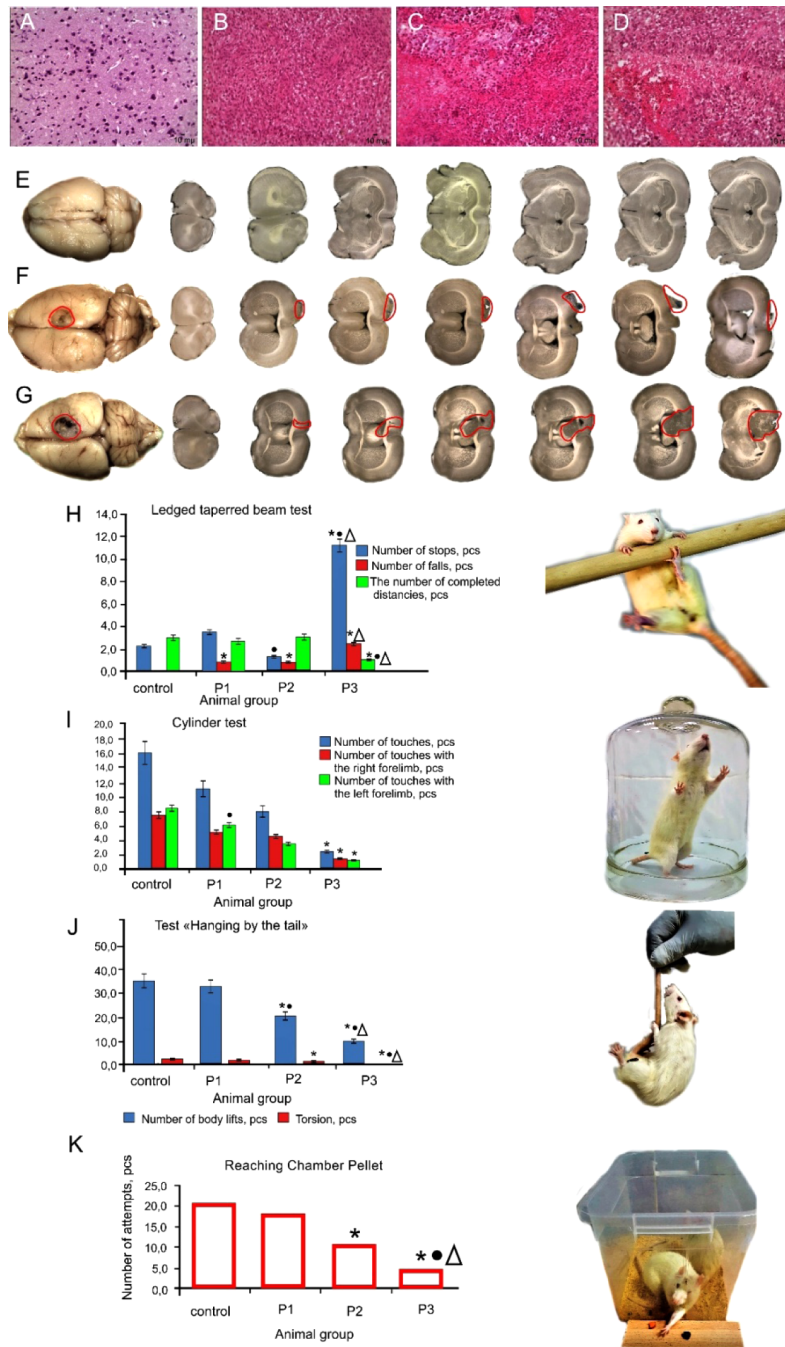 A
B
C
D
10 mµ
10 mµ
10 mµ
E
F
G
H
Ledged taperred beam test
14,0
12,0
10,0
8,0
6,0
4,0
2,0
0,0
Number of stops, pcs
Number of falls, pcs
The number of completed
distancies, pcs
* • Δ
*
•
*
* Δ
* • Δ
control
P1
P2
P3
Animal group
I
Cylinder test
20,0
16,0
14,0
12,0
10,0
8,0
6,0
4,0
2,0
0,0
Number of touches, pcs
Number of touches with
the right forelimb, pcs
Number of touches with
the left forelimb, pcs
•
* * *
control
P1
P2
P3
Animal group
J
Test «Hanging by the tail»
50,0
40,0
30,0
20,0
10,0
0,0
* •
*
* • Δ
* • Δ
control
P1
P2
P3
Animal group
Number of body lifts, pcs
Torsion, pcs
K
Reaching Chamber Pellet
Number of attempts, pcs
25,0
20,0
15,0
10,0
5,0
0,0
*
* • Δ
control
P1
P2
P3
Animal group